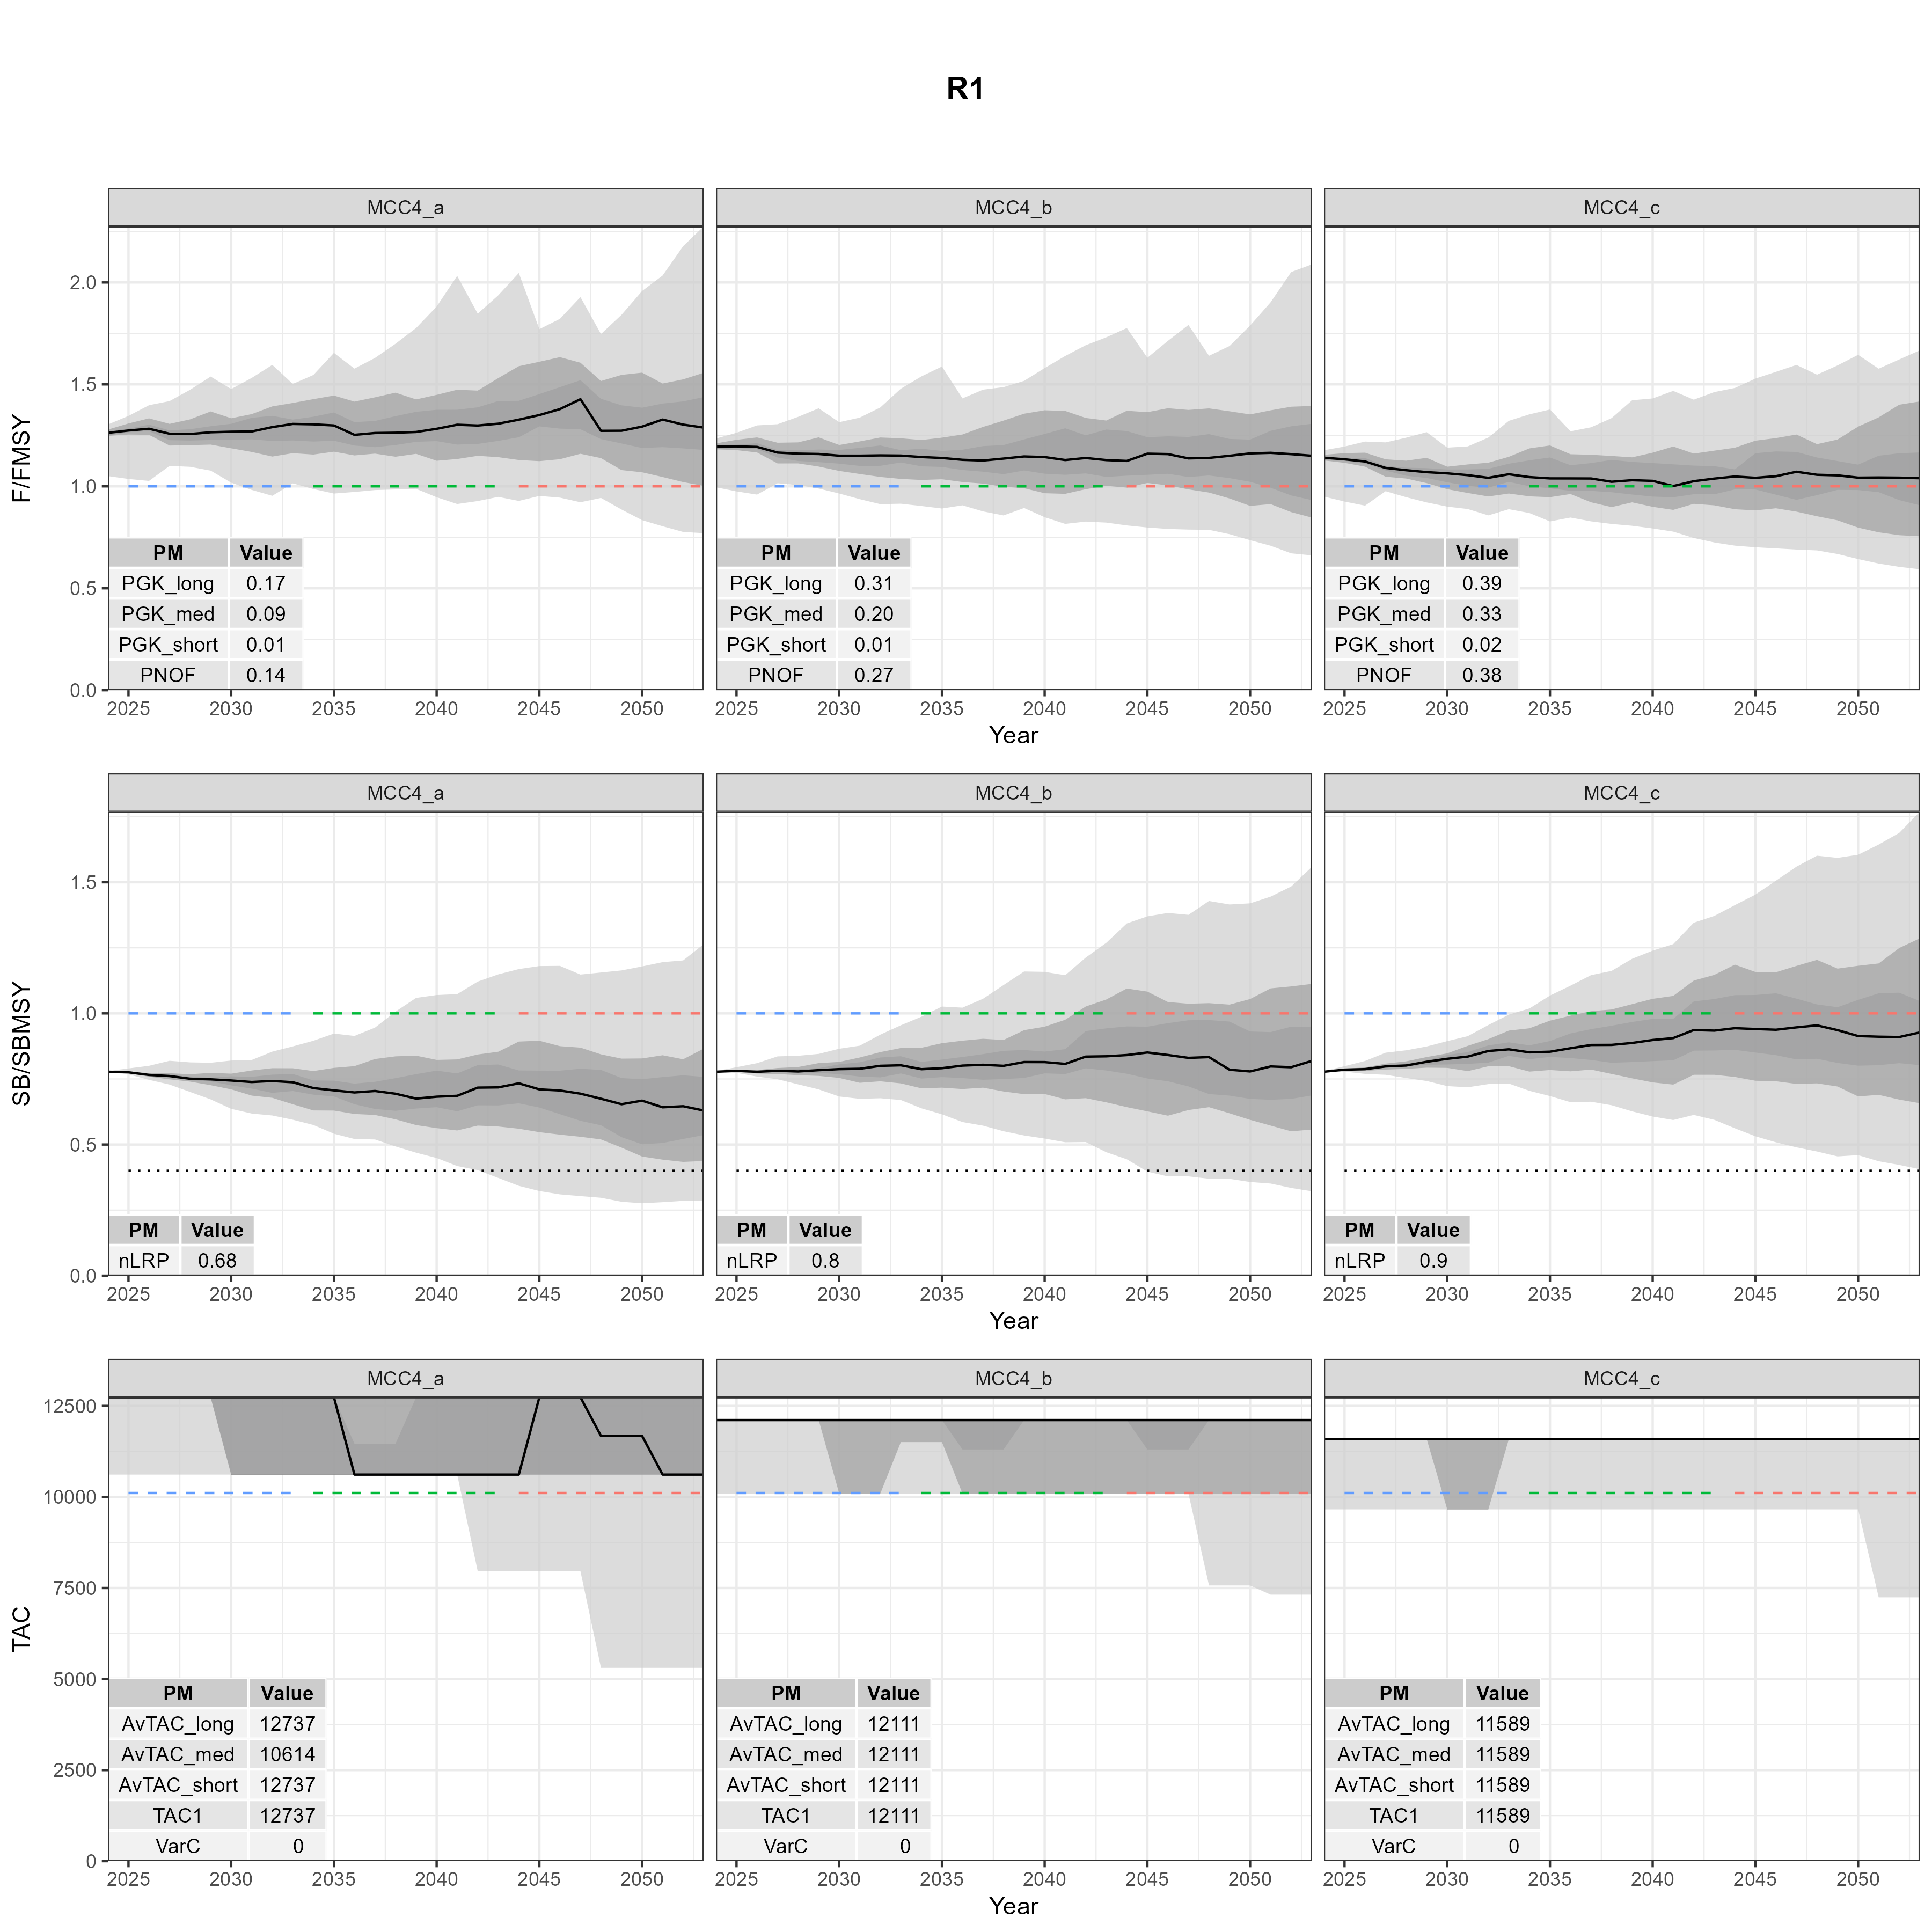 R1
MCC4_a MCC4_b MCC4_c
F/FMSY
2.0
1.5
1.0
0.5
0.0
PM Value
PGK_long 0.17
PGK_med 0.09
PGK_short 0.01
PNOF 0.14
PM Value
PGK_long 0.31
PGK_med 0.20
PGK_short 0.01
PNOF 0.27
PM Value
PGK_long 0.39
PGK_med 0.33
PGK_short 0.02
PNOF 0.38
2025 2030 2035 2040 2045 2050 2025 2030 2035 2040 2045 2050 2025 2030 2035 2040 2045 2050
Year
MCC4_a MCC4_b MCC4_c
SB/SBMSY
1.5
1.0
0.5
0.0
PM Value
nLRP 0.68
PM Value
nLRP 0.8
PM Value
nLRP 0.9
2025 2030 2035 2040 2045 2050 2025 2030 2035 2040 2045 2050 2025 2030 2035 2040 2045 2050
Year
MCC4_a MCC4_b MCC4_c
TAC
12500
10000
7500
5000
2500
0
PM Value
AvTAC_long 12737
AvTAC_med 10614
AvTAC_short 12737
TAC1 12737
VarC 0
PM Value
AvTAC_long 12111
AvTAC_med 12111
AvTAC_short 12111
TAC1 12111
VarC 0
PM Value
AvTAC_long 11589
AvTAC_med 11589
AvTAC_short 11589
TAC1 11589
VarC 0
2025 2030 2035 2040 2045 2050 2025 2030 2035 2040 2045 2050 2025 2030 2035 2040 2045 2050
Year